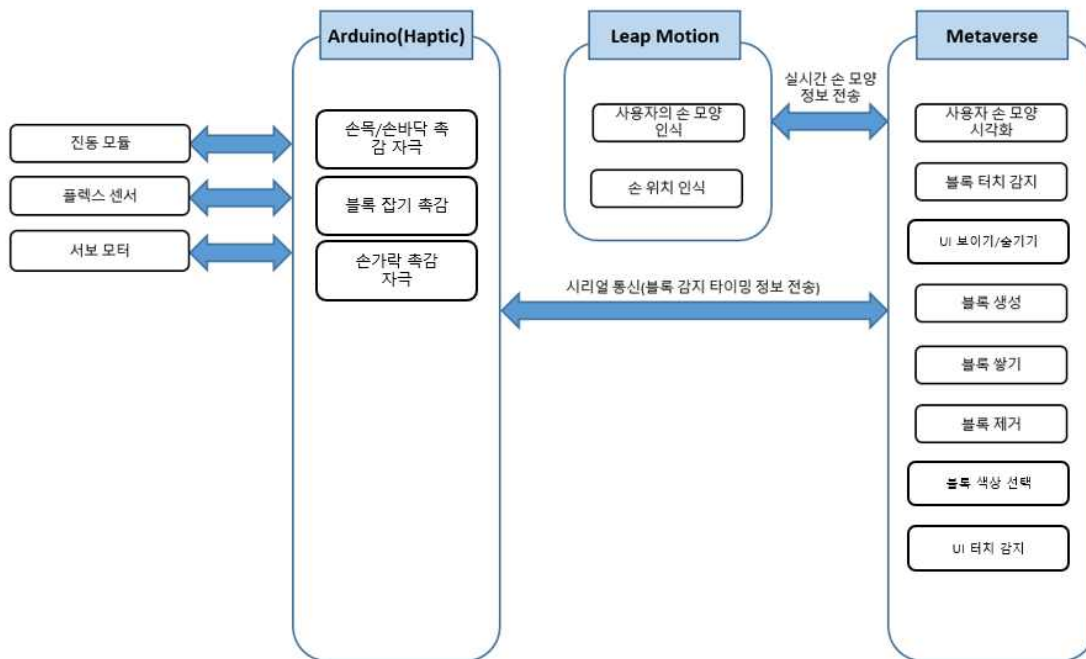 Arduino(Haptic)
Leap Motion
Metaverse
진동 모듈
플렉스 센서
서보 모터
손목/손바닥 촉
감 자극
블록 잡기 촉감
손가락 촉감
자극
사용자의 손 모양
인식
손 위치 인식
실시간 손 모양
정보 전송
시리얼 통신(블록 감지 타이밍 정보 전송)
사용자 손 모양
시각화
블록 터치 감지
UI 보이기/숨기기
블록 생성
블록 쌓기
블록 제거
블록 색상 선택
UI 터치 감지